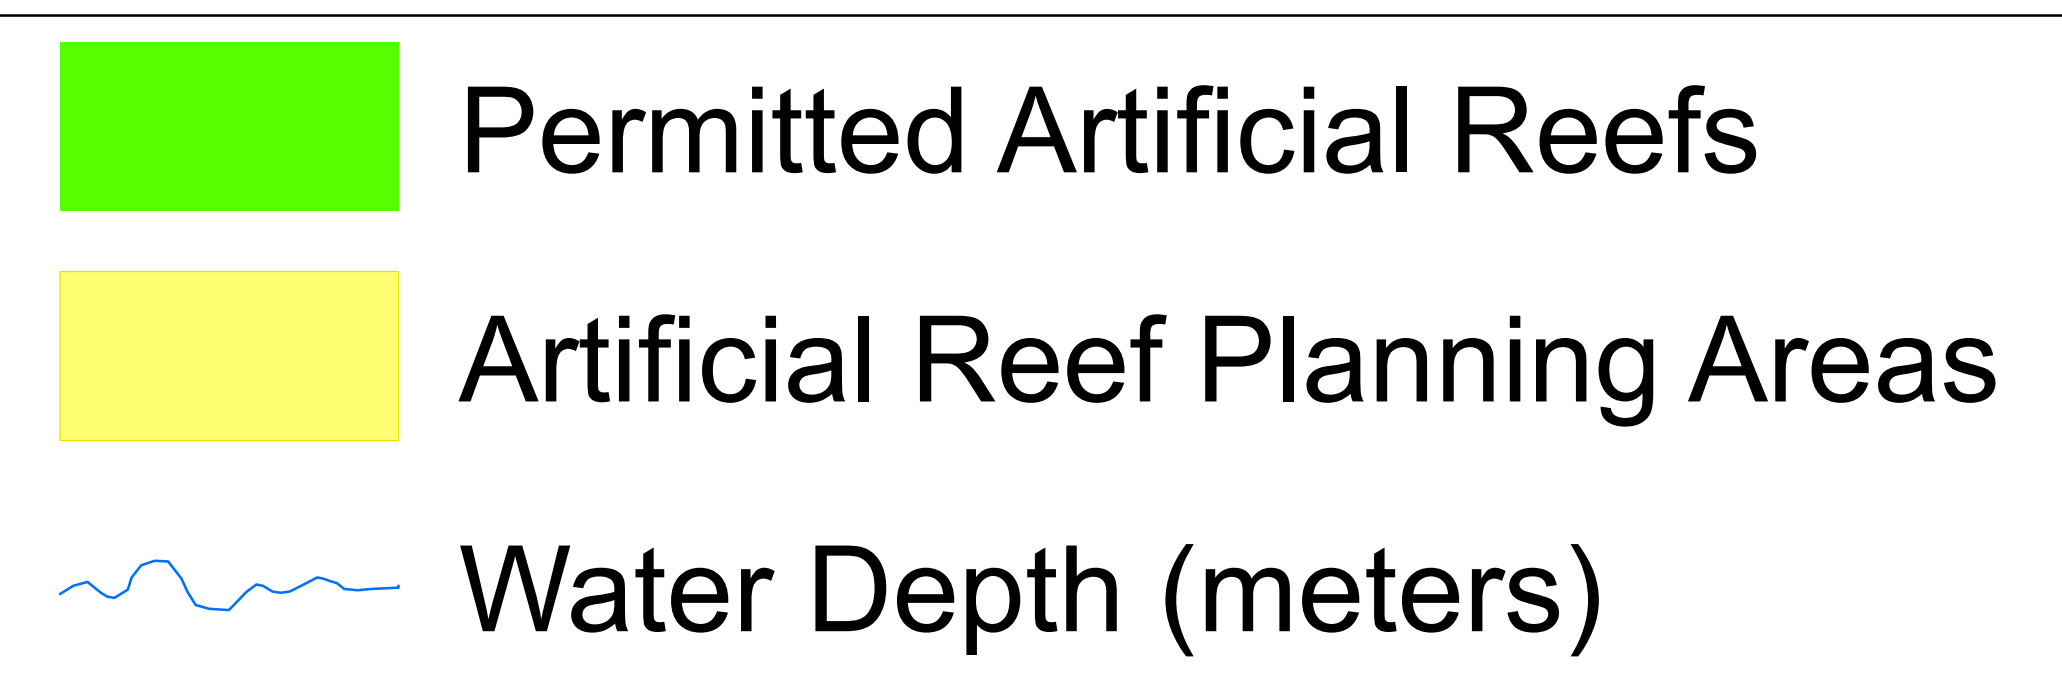 Permitted Artificial Reefs
Artificial Reef Planning Areas
Water Depth (meters)